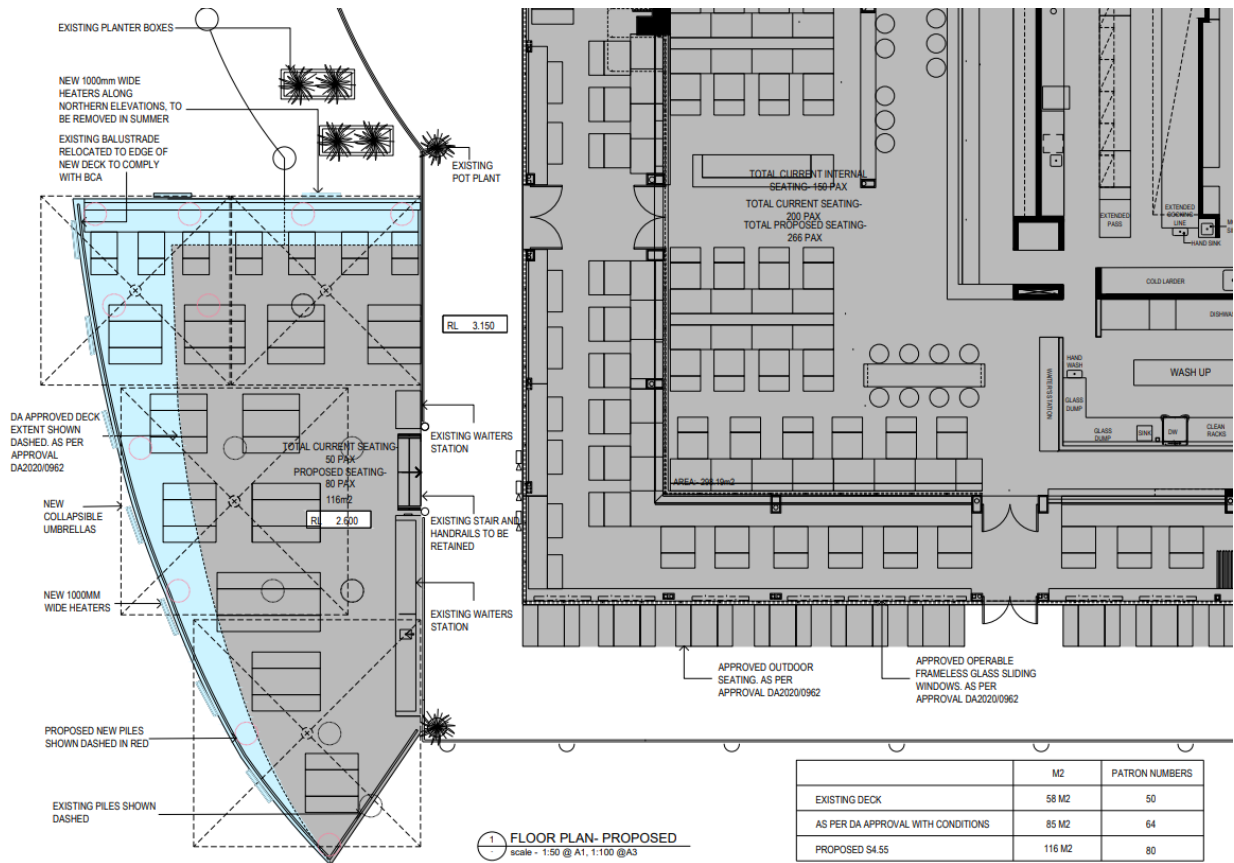 EXISTING PLANTER BOXES
NEW 1000mm WIDE
HEATERS ALONG
NORTHERN ELEVATIONS, TO
BE REMOVED IN SUMMER
EXISTING BALUSTRADE
RELOCATED TO EDGE OF
NEW DECK TO COMPLY
WITH BCA
EXISTING
POT PLANT
RL 3.150
DA APPROVED DECK
EXTENT SHOWN
DASHED. AS PER
APPROVAL
DA2020/0962
TOTAL CURRENT SEATING-
50 PAX
PROPOSED SEATING-
80 PAX
116m2
RL 2.600
NEW
COLLAPSIBLE
UMBRELLAS
NEW 1000MM
WIDE HEATERS
PROPOSED NEW PILES
SHOWN DASHED IN RED
EXISTING PILES SHOWN
DASHED
EXISTING WAITERS
STATION
EXISTING STAIR AND
HANDRAILS TO BE
RETAINED
EXISTING WAITERS
STATION
TOTAL CURRENT INTERNAL
SEATING- 150 PAX
TOTAL CURRENT SEATING-
200 PAX
TOTAL PROPOSED SEATING-
266 PAX
AREA:- 298.19m2
EXTENDED
PASS
EXTENDED
COOKING
LINE
HAND SINK
COLD LARDER
HAND
WASH
WASH UP
WAITER'S STATION
GLASS
DUMP
GLASS
DUMP
SINK
DW
CLEAN
RACKS
APPROVED OUTDOOR
SEATING. AS PER
APPROVAL DA2020/0962
APPROVED OPERABLE
FRAMELESS GLASS SLIDING
WINDOWS. AS PER
APPROVAL DA2020/0962
1
FLOOR PLAN- PROPOSED
scale - 1:50 @ A1, 1:100 @A3
M2 PATRON NUMBERS
EXISTING DECK 58 M2 50
AS PER DA APPROVAL WITH CONDITIONS 85 M2 64
PROPOSED S4.55 116 M2 80